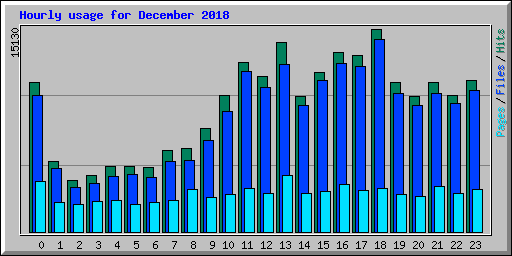 Hourly usage for December 2018
15130
Pages/Files/Hits
0 1 2 3 4 5 6 7 8 9 10 11 12 13 14 15 16 17 18 19 20 21 22 23